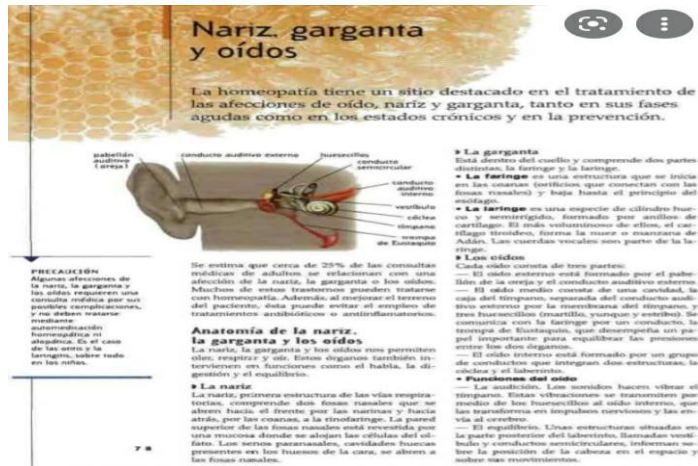 Nariz, garganta
y oídos
La homeopatía tiene un sitio destacado en el tratamiento de
las afecciones de oído, nariz y garganta, tanto en sus fases
agudas como en los estados crónicos y en la prevención.
pabellón
auditivo
(oreja)
conducto auditivo externo
huesecillos
conducto
semicircular
conducto
auditivo
interno
vestíbulo
cóclea
tímpano
trompa
de Eustaquio
PRECAUCIÓN
Algunas afecciones de
la nariz, la garganta y
los oídos requieren una
consulta médica por sus
posibles complicaciones,
y no deben tratarse
mediante
automedicación
homeopática ni
alopática. Es el caso
de las otitis y la
laringitis, sobre todo
en los niños.
Se estima que cerca de 25% de las consultas
médicas de adultos se relacionan con una
afección de la nariz, la garganta o los oídos.
Muchos de estos trastornos pueden tratarse
con homeopatía. Además, al mejorar el terreno
del paciente, ésta puede evitar el empleo de
tratamientos antibióticos o antiinflamatorios.
Anatomía de la nariz,
la garganta y los oídos
La nariz, la garganta y los oídos nos permiten
oler, respirar y oír. Estos órganos también in-
tervienen en funciones como el habla, la di-
gestión y el equilibrio.
La nariz
La nariz, primera estructura de las vías respira-
torias, comprende dos fosas nasales que se
abren hacia el frente por las narinas y hacia
atrás, por las coanas, a la rinofaringe. La pared
superior de las fosas nasales está revestida por
una mucosa donde se alojan las células del ol-
fato. Los senos paranasales, cavidades huecas
presentes en los huesos de la cara, se abren a
las fosas nasales.
La garganta
Está dentro del cuello y comprende dos partes
distintas, la faringe y la laringe.
• La faringe es una estructura que se inicia
en las coanas (orificios que conectan con las
fosas nasales) y baja hasta el principio del
esófago.
• La laringe es una especie de cilindro hue-
co y semirrígido, formado por anillos de
cartílago. El más voluminoso de ellos, el car-
tílago tiroideo, forma la nuez o manzana de
Adán. Las cuerdas vocales son parte de la la-
ringe.
Los oídos
Cada oído consta de tres partes:
— El oído externo está formado por el pabe-
llón de la oreja y el conducto auditivo externo.
— El oído medio consta de una cavidad, la
caja del tímpano, separada del conducto audi-
tivo externo por la membrana del tímpano, y
tres huesecillos (martillo, yunque y estribo). Se
comunica con la faringe por un conducto, la
trompa de Eustaquio, que desempeña un pa-
pel importante para equilibrar las presiones
entre los dos órganos.
— El oído interno está formado por un grupo
de conductos que integran dos estructuras, la
cóclea y el laberinto.
• Funciones del oído
— La audición. Los sonidos hacen vibrar el
tímpano. Estas vibraciones se transmiten por
medio de los huesecillos al oído interno, que
las transforma en impulsos nerviosos y las en-
vía al cerebro.
— El equilibrio. Unas estructuras situadas en
la parte posterior del laberinto, llamadas vestí-
bulo y conductos semicirculares, informan so-
bre la posición de la cabeza en el espacio y
sobre sus movimientos.
78